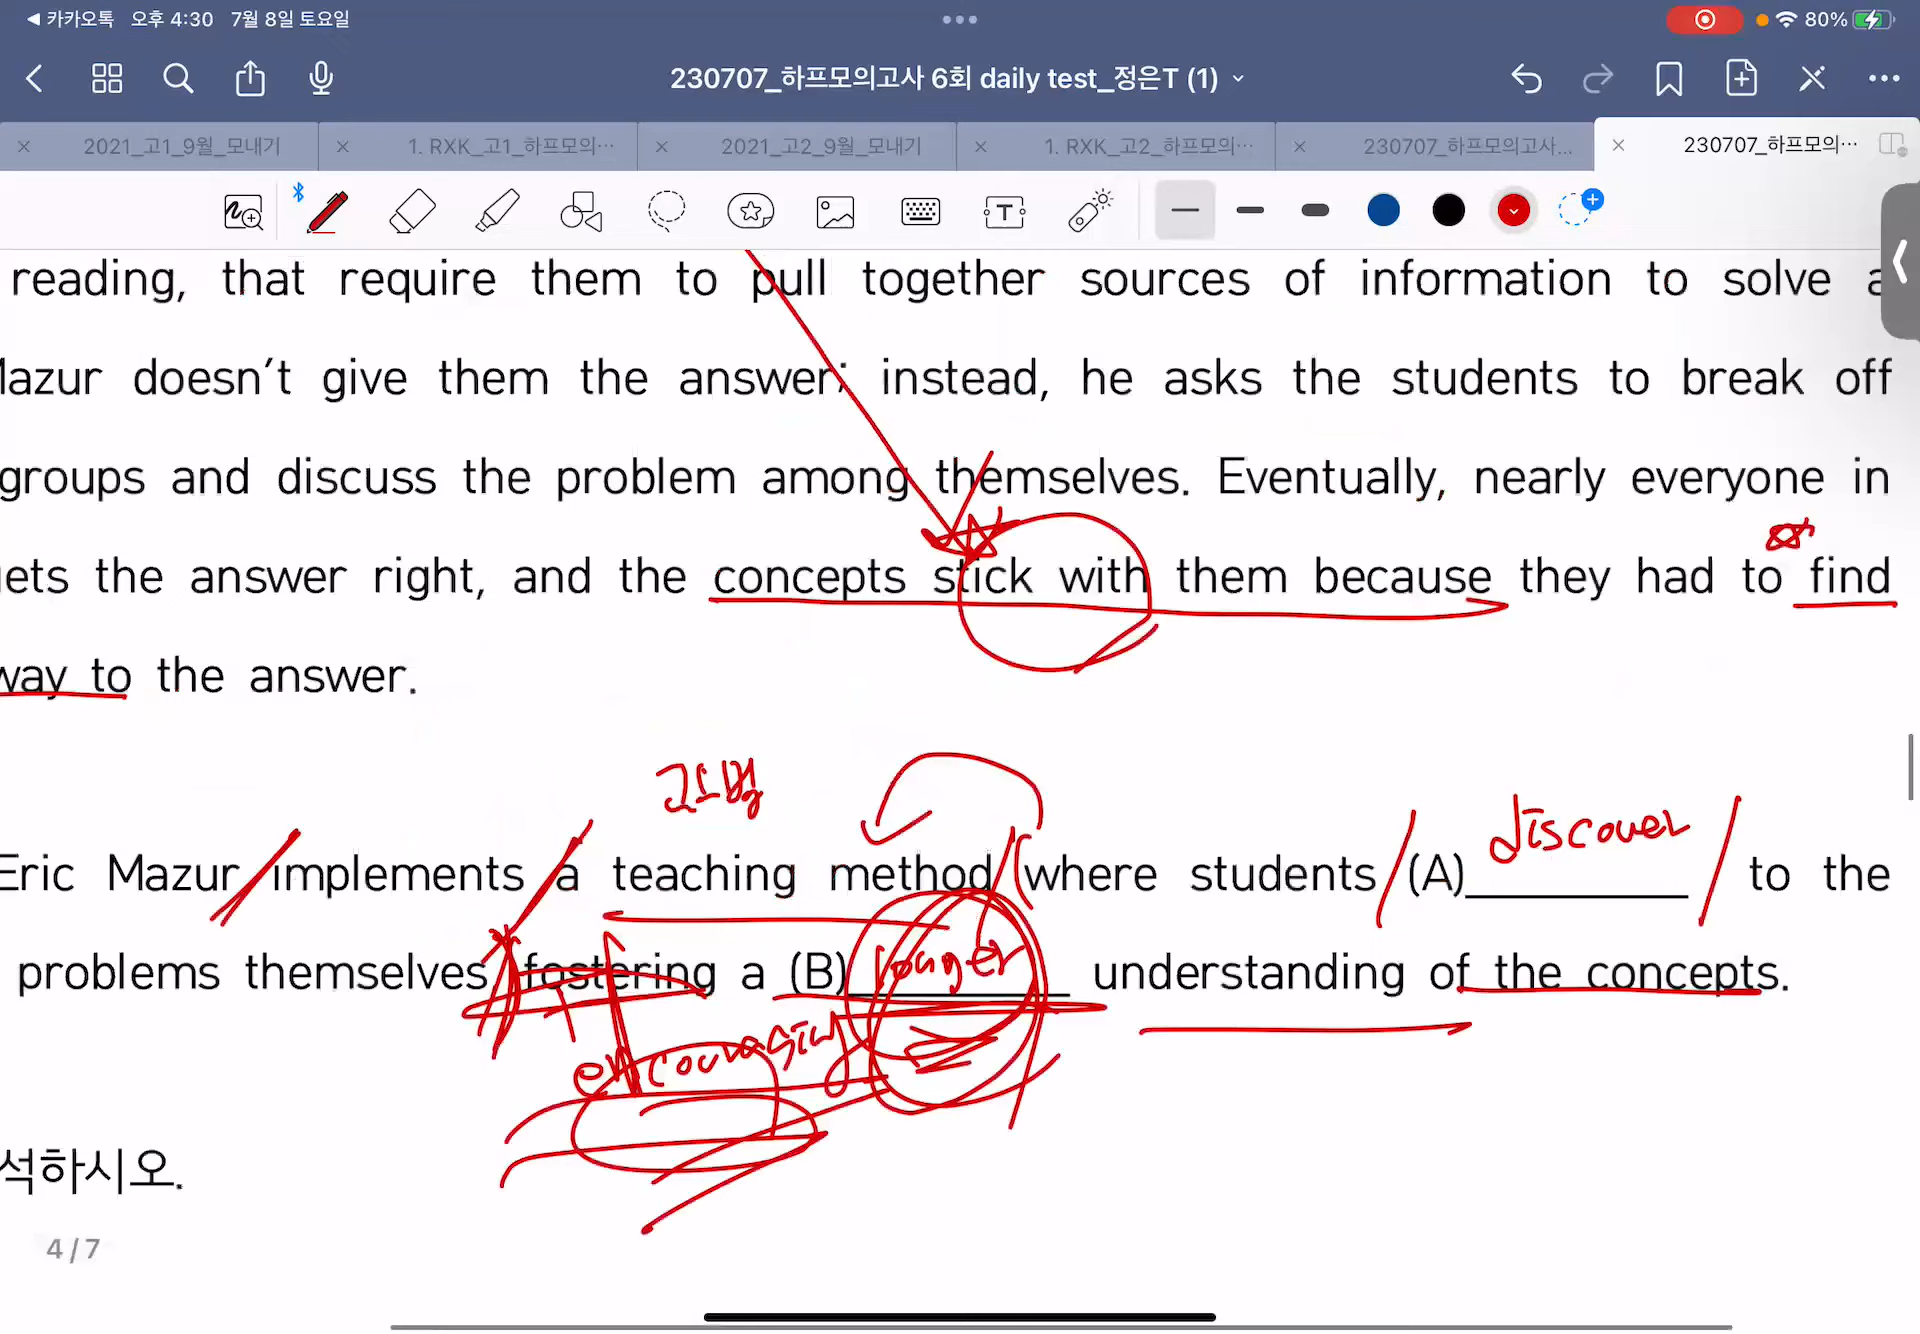 카카오톡 오후 4:30 7월 8일 토요일
80%
230707_하프모의고사 6회 daily test_정은T (1)
2021_고1_9월_모내기
1. RXK_고1_하프모의…
2021_고2_9월_모내기
1. RXK_고2_하프모의…
230707_하프모의고사...
230707_하프모의…
reading, that require them to pull together sources of information to solve a
Mazur doesn't give them the answer; instead, he asks the students to break off
groups and discuss the problem among themselves. Eventually, nearly everyone in
ets the answer right, and the concepts stick with them because they had to find
way to the answer.
교수법
discover
Eric Mazur implements a teaching method where students (A) to the
problems themselves, fostering a (B) longer understanding of the concepts.
encouraging
석하시오.
4 / 7